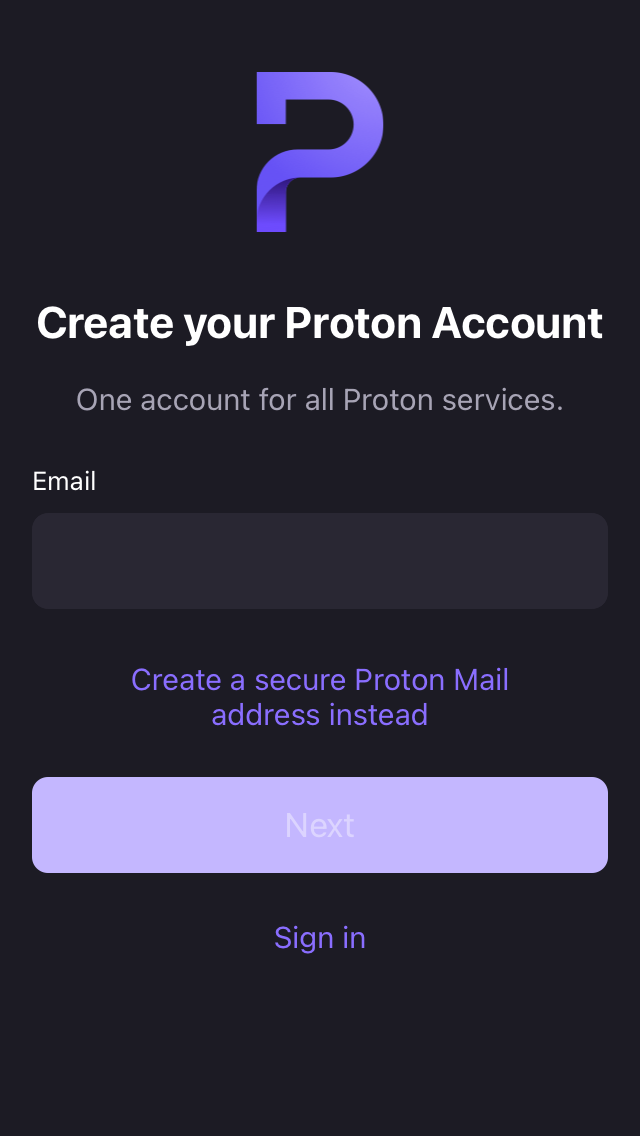 Create your Proton Account
One account for all Proton services.
Email
Create a secure Proton Mail
address instead
Next
Sign in